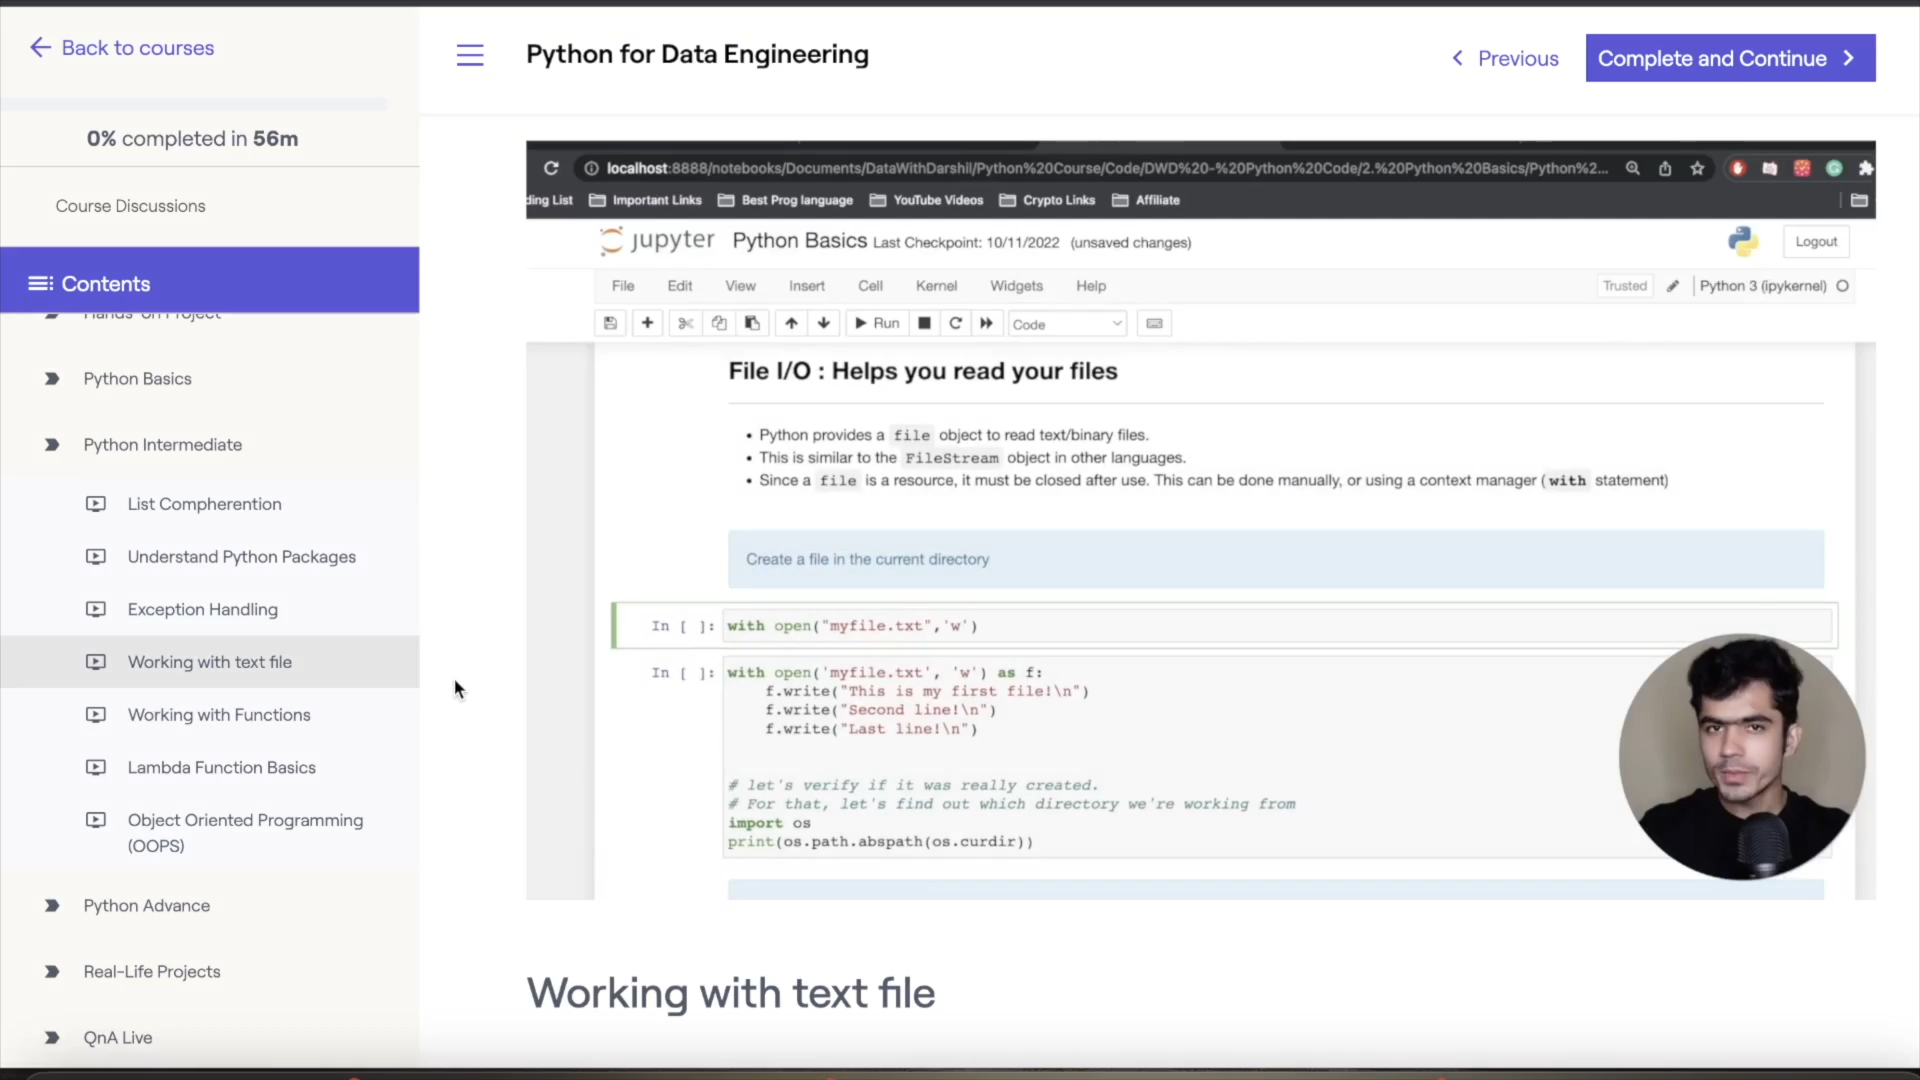 Back to courses
0% completed in 56m
Course Discussions
Contents
Hands-on Project
Python Basics
Python Intermediate
List Compherention
Understand Python Packages
Exception Handling
Working with text file
Working with Functions
Lambda Function Basics
Object Oriented Programming
(OOPS)
Python Advance
Real-Life Projects
QnA Live
Python for Data Engineering
Previous
Complete and Continue
localhost:8888/notebooks/Documents/DataWithDarshil/Python%20Course/Code/DWD%20-%20Python%20Code/2.%20Python%20Basics/Python%2...
ding List Important Links Best Prog language YouTube Videos Crypto Links Affiliate
jupyter Python Basics Last Checkpoint: 10/11/2022 (unsaved changes) Logout
File Edit View Insert Cell Kernel Widgets Help Trusted Python 3 (ipykernel)
Run Code
File I/O : Helps you read your files
• Python provides a file object to read text/binary files.
• This is similar to the FileStream object in other languages.
• Since a file is a resource, it must be closed after use. This can be done manually, or using a context manager (with statement)
Create a file in the current directory
In [ ]: with open("myfile.txt",'w')
In [ ]: with open('myfile.txt', 'w') as f:
f.write("This is my first file!\n")
f.write("Second line!\n")
f.write("Last line!\n")
# let's verify if it was really created.
# For that, let's find out which directory we're working from
import os
print(os.path.abspath(os.curdir))
Working with text file